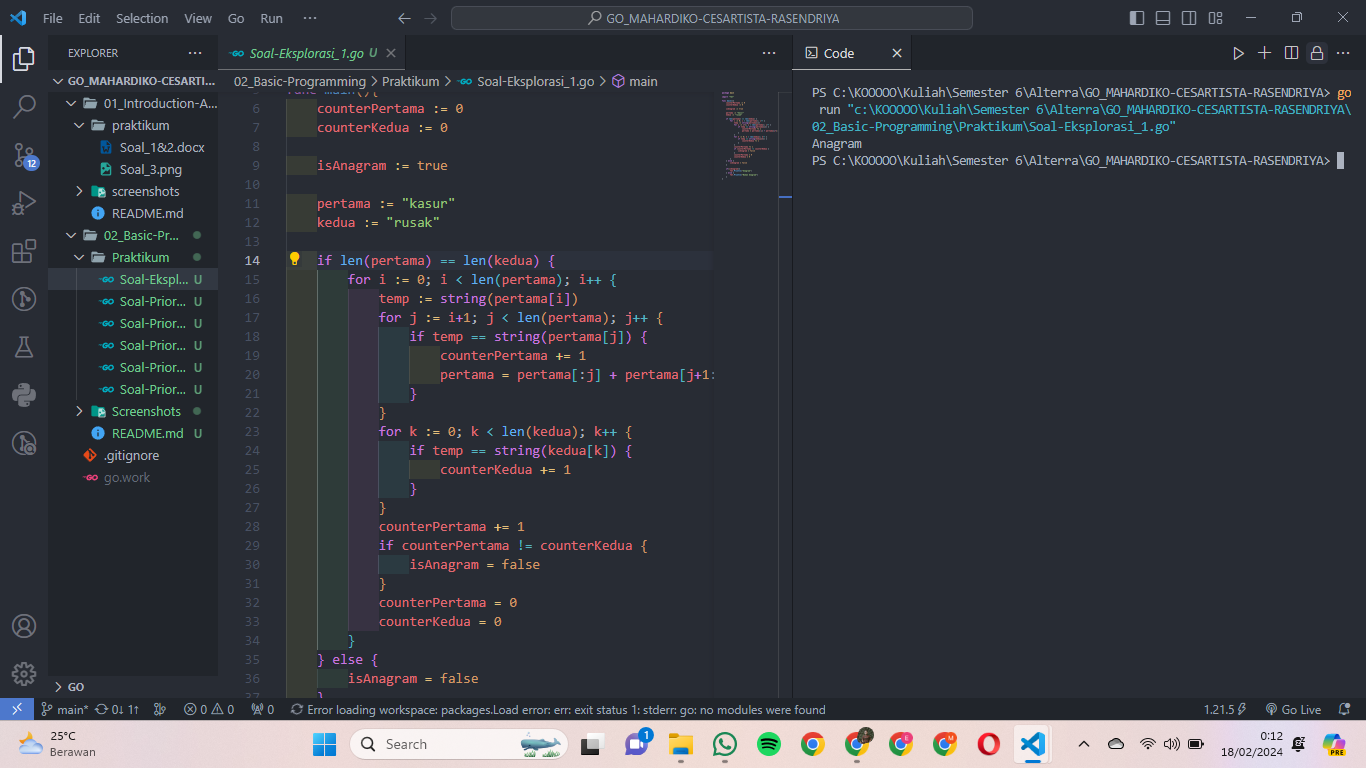 File Edit Selection View Go Run ··· GO_MAHARDIKO-CESARTISTA-RASENDRIYA
EXPLORER ···
GO_MAHARDIKO-CESARTI...
01_Introduction-A...
praktikum
Soal_1&2.docx
Soal_3.png
screenshots
README.md
02_Basic-Pr...
Praktikum
Soal-Ekspl... U
Soal-Prior... U
Soal-Prior... U
Soal-Prior... U
Soal-Prior... U
Soal-Prior... U
Screenshots
README.md U
.gitignore
go.work
GO
12
Soal-Eksplorasi_1.go U
02_Basic-Programming > Praktikum > Soal-Eksplorasi_1.go > main
6 counterPertama := 0
7 counterKedua := 0
8
9 isAnagram := true
10
11 pertama := "kasur"
12 kedua := "rusak"
13
14 if len(pertama) == len(kedua) {
15 for i := 0; i < len(pertama); i++ {
16 temp := string(pertama[i])
17 for j := i+1; j < len(pertama); j++ {
18 if temp == string(pertama[j]) {
19 counterPertama += 1
20 pertama = pertama[:j] + pertama[j+1:
21 }
22 }
23 for k := 0; k < len(kedua); k++ {
24 if temp == string(kedua[k]) {
25 counterKedua += 1
26 }
27 }
28 counterPertama += 1
29 if counterPertama != counterKedua {
30 isAnagram = false
31 }
32 counterPertama = 0
33 counterKedua = 0
34 }
35 } else {
36 isAnagram = false
37 }
Code
PS C:\KOOOOO\Kuliah\Semester 6\Alterra\GO_MAHARDIKO-CESARTISTA-RASENDRIYA> go
run "c:\KOOOOO\Kuliah\Semester 6\Alterra\GO_MAHARDIKO-CESARTISTA-RASENDRIYA\
02_Basic-Programming\Praktikum\Soal-Eksplorasi_1.go"
Anagram
PS C:\KOOOOO\Kuliah\Semester 6\Alterra\GO_MAHARDIKO-CESARTISTA-RASENDRIYA>
main* 0↓ 1↑ 0 0 0 Error loading workspace: packages.Load error: err: exit status 1: stderr: go: no modules were found 1.21.5 Go Live
25°C
Berawan
Search
1
E
M
0:12
18/02/2024
PRE